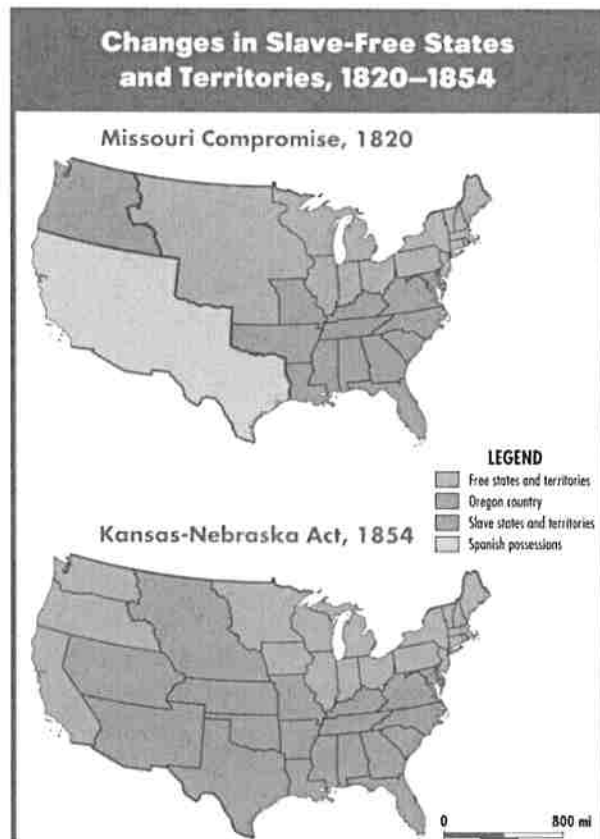 Changes in Slave-Free States
and Territories, 1820–1854
Missouri Compromise, 1820
LEGEND
Free states and territories
Oregon country
Slave states and territories
Spanish possessions
Kansas-Nebraska Act, 1854
0 800 mi